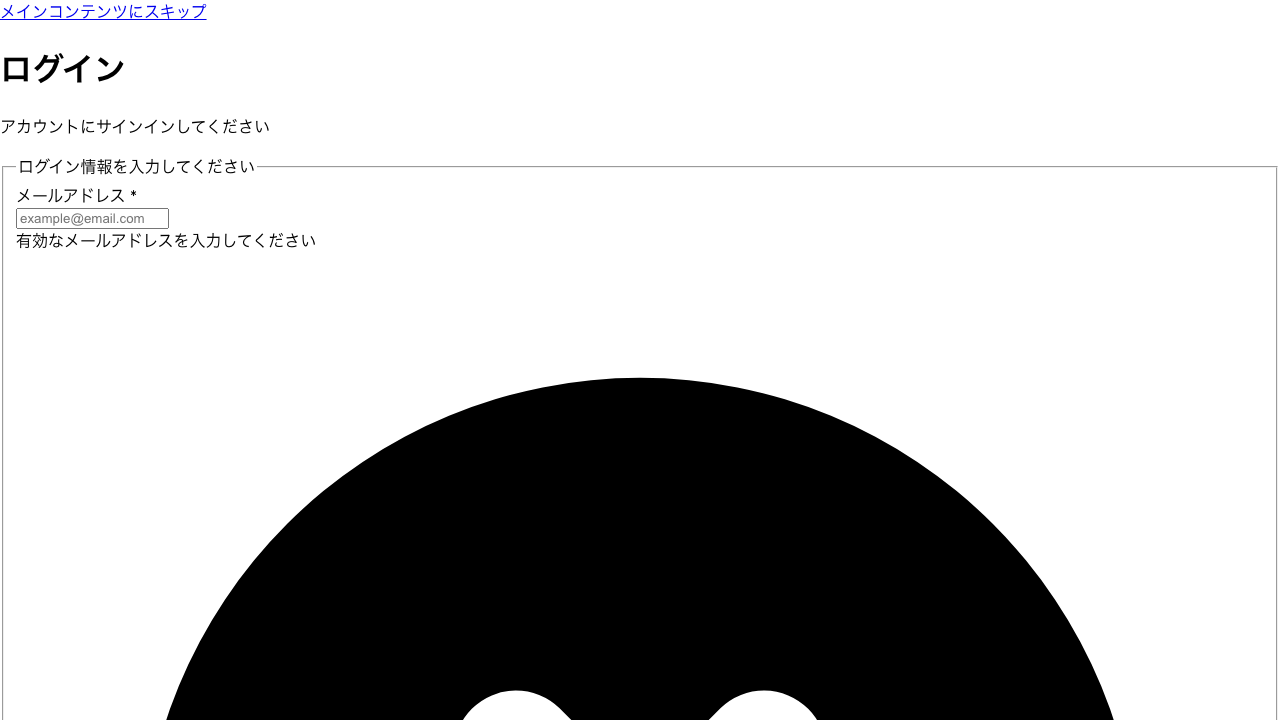 メインコンテンツにスキップ
ログイン
アカウントにサインインしてください
ログイン情報を入力してください
メールアドレス *
example@email.com
有効なメールアドレスを入力してください